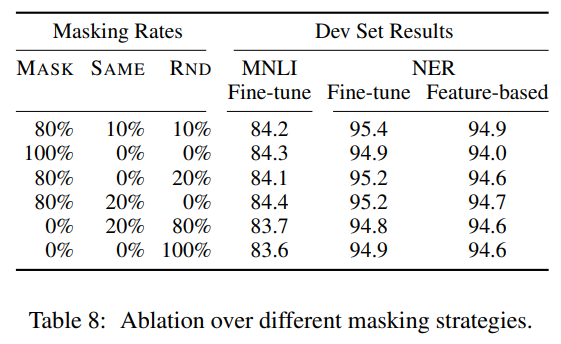 Masking Rates Dev Set Results
MASK SAME RND MNLI NER
Fine-tune Fine-tune Feature-based
80% 10% 10% 84.2 95.4 94.9
100% 0% 0% 84.3 94.9 94.0
80% 0% 20% 84.1 95.2 94.6
80% 20% 0% 84.4 95.2 94.7
0% 20% 80% 83.7 94.8 94.6
0% 0% 100% 83.6 94.9 94.6
Table 8: Ablation over different masking strategies.